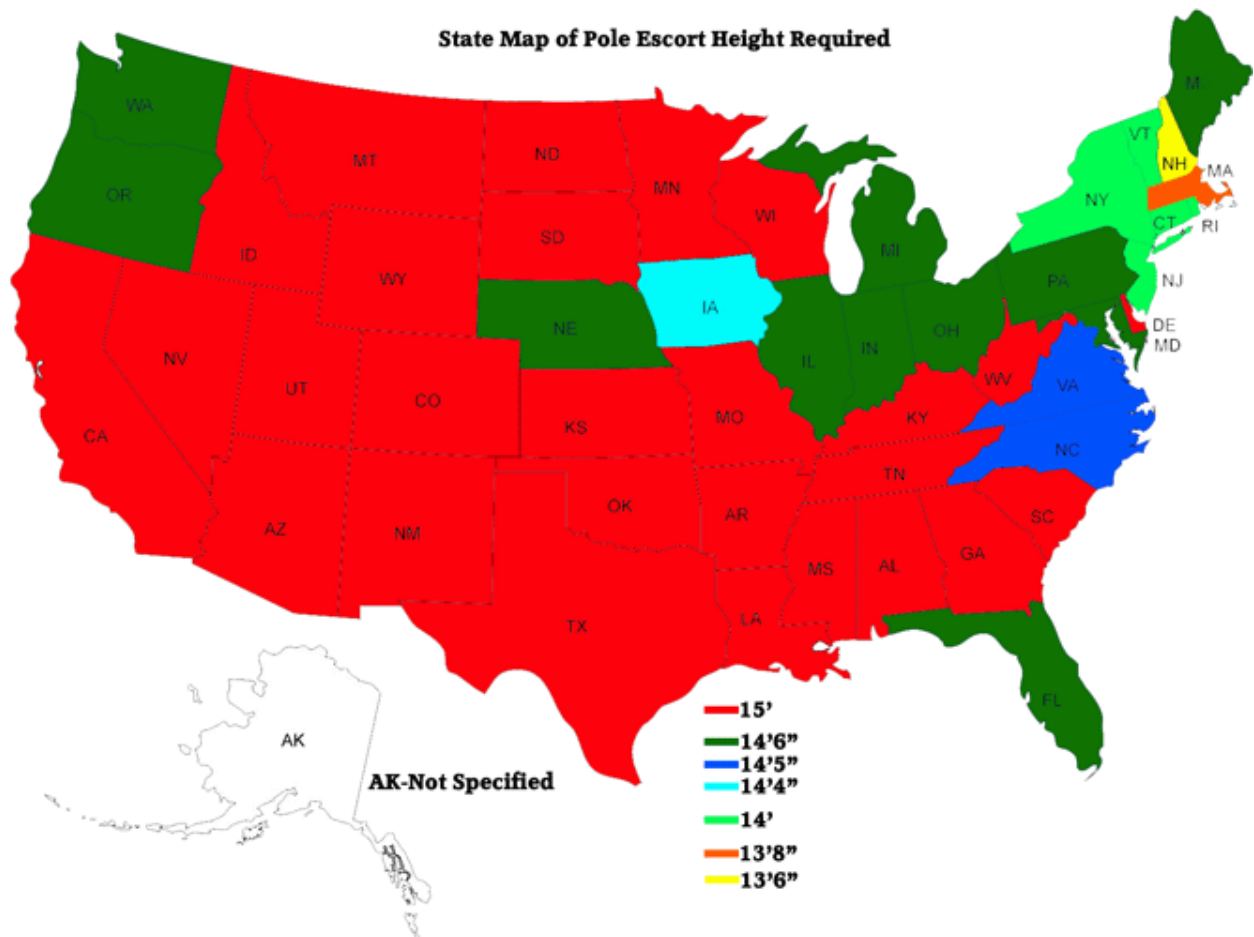 State Map of Pole Escort Height Required
WA
MT
ND
MN
VT
NH
MA
OR
ID
SD
WI
NY
CT
RI
WY
MI
PA
NJ
IA
NE
OH
DE
MD
NV
IL
IN
UT
CO
WV
VA
CA
KS
MO
KY
NC
TN
AZ
NM
OK
AR
SC
MS
AL
GA
TX
LA
FL
AK
AK-Not Specified
15’
14’6”
14’5”
14’4”
14’
13’8”
13’6”